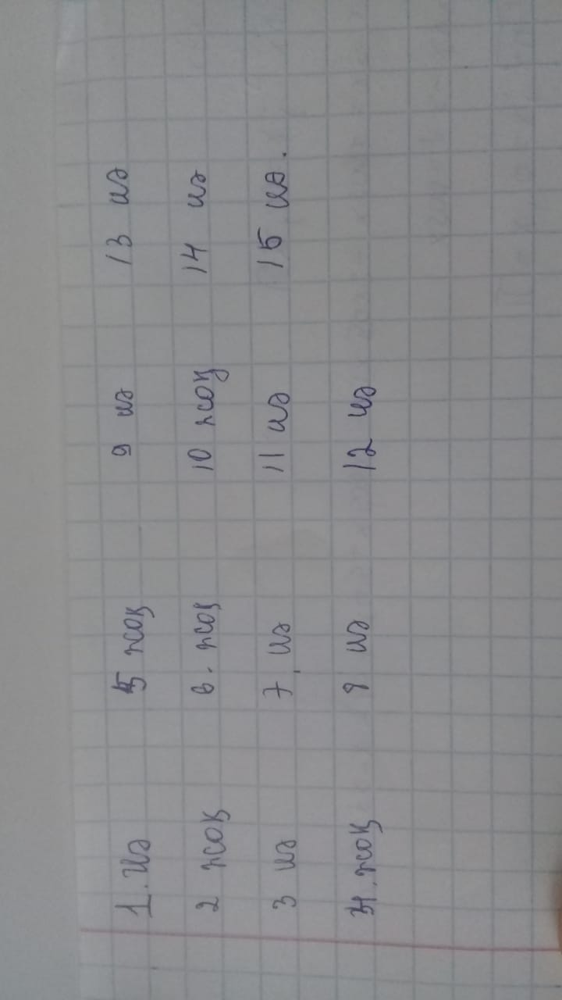 1. Иә 5 жоқ 9 иә 13 иә
2 жоқ 6. жоқ 10 жоқ 14 иә
3 иә 7. иә 11 иә 15 иә.
4. жоқ 8 иә 12 иә